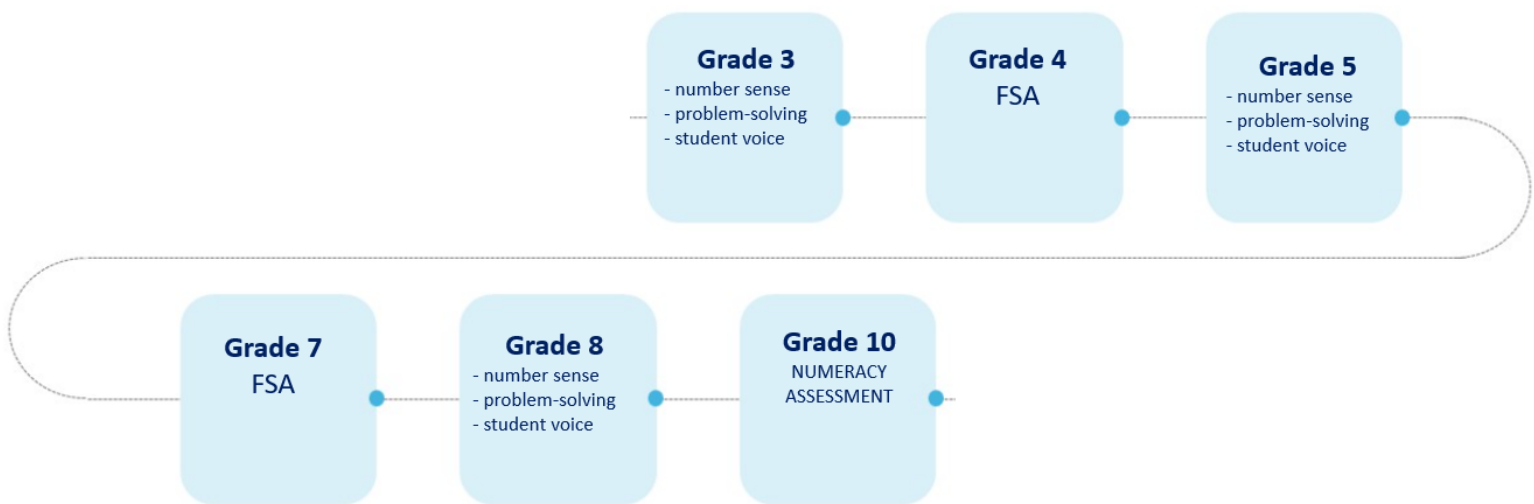 Grade 3
- number sense
- problem-solving
- student voice
Grade 4
FSA
Grade 5
- number sense
- problem-solving
- student voice
Grade 7
FSA
Grade 8
- number sense
- problem-solving
- student voice
Grade 10
NUMERACY
ASSESSMENT